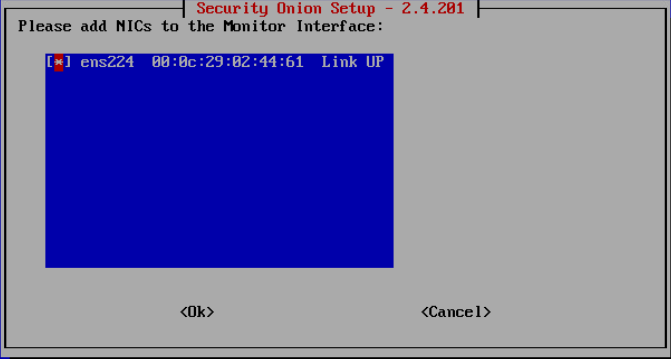 Security Onion Setup - 2.4.201
Please add NICs to the Monitor Interface:
[*] ens224  00:0c:29:02:44:61  Link UP
<Ok> <Cancel>